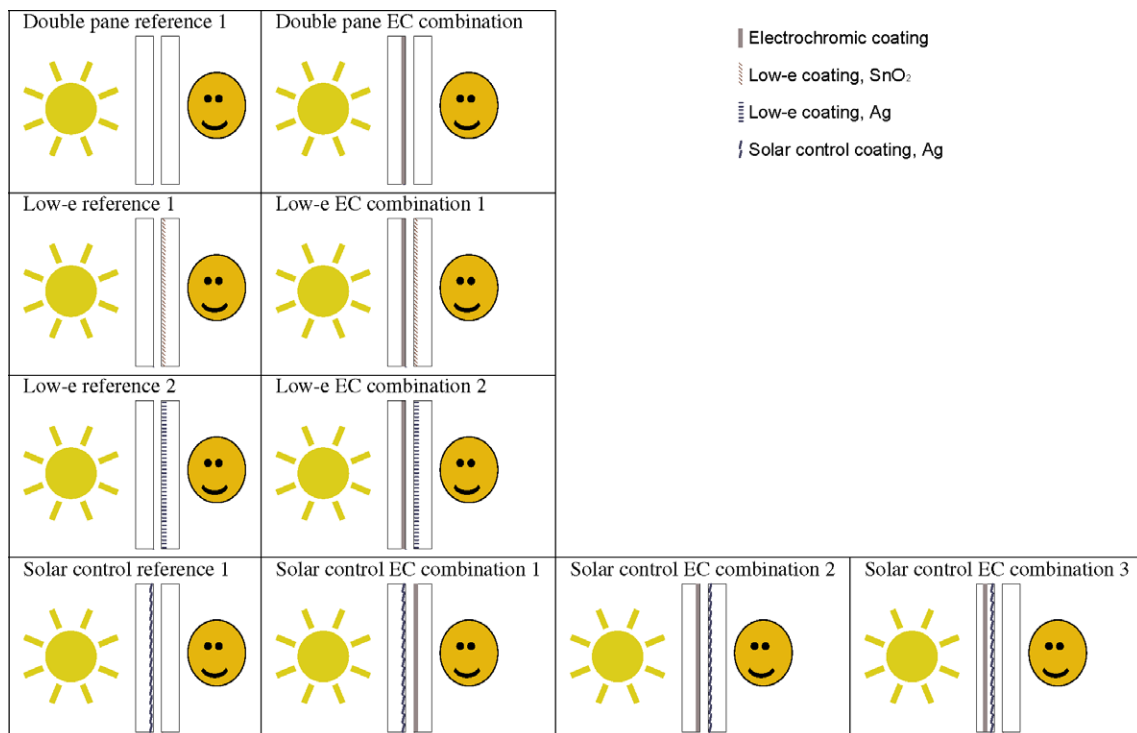 Double pane reference 1
Double pane EC combination
Electrochromic coating
Low-e coating, SnO₂
Low-e coating, Ag
Solar control coating, Ag
Low-e reference 1
Low-e EC combination 1
Low-e reference 2
Low-e EC combination 2
Solar control reference 1
Solar control EC combination 1
Solar control EC combination 2
Solar control EC combination 3